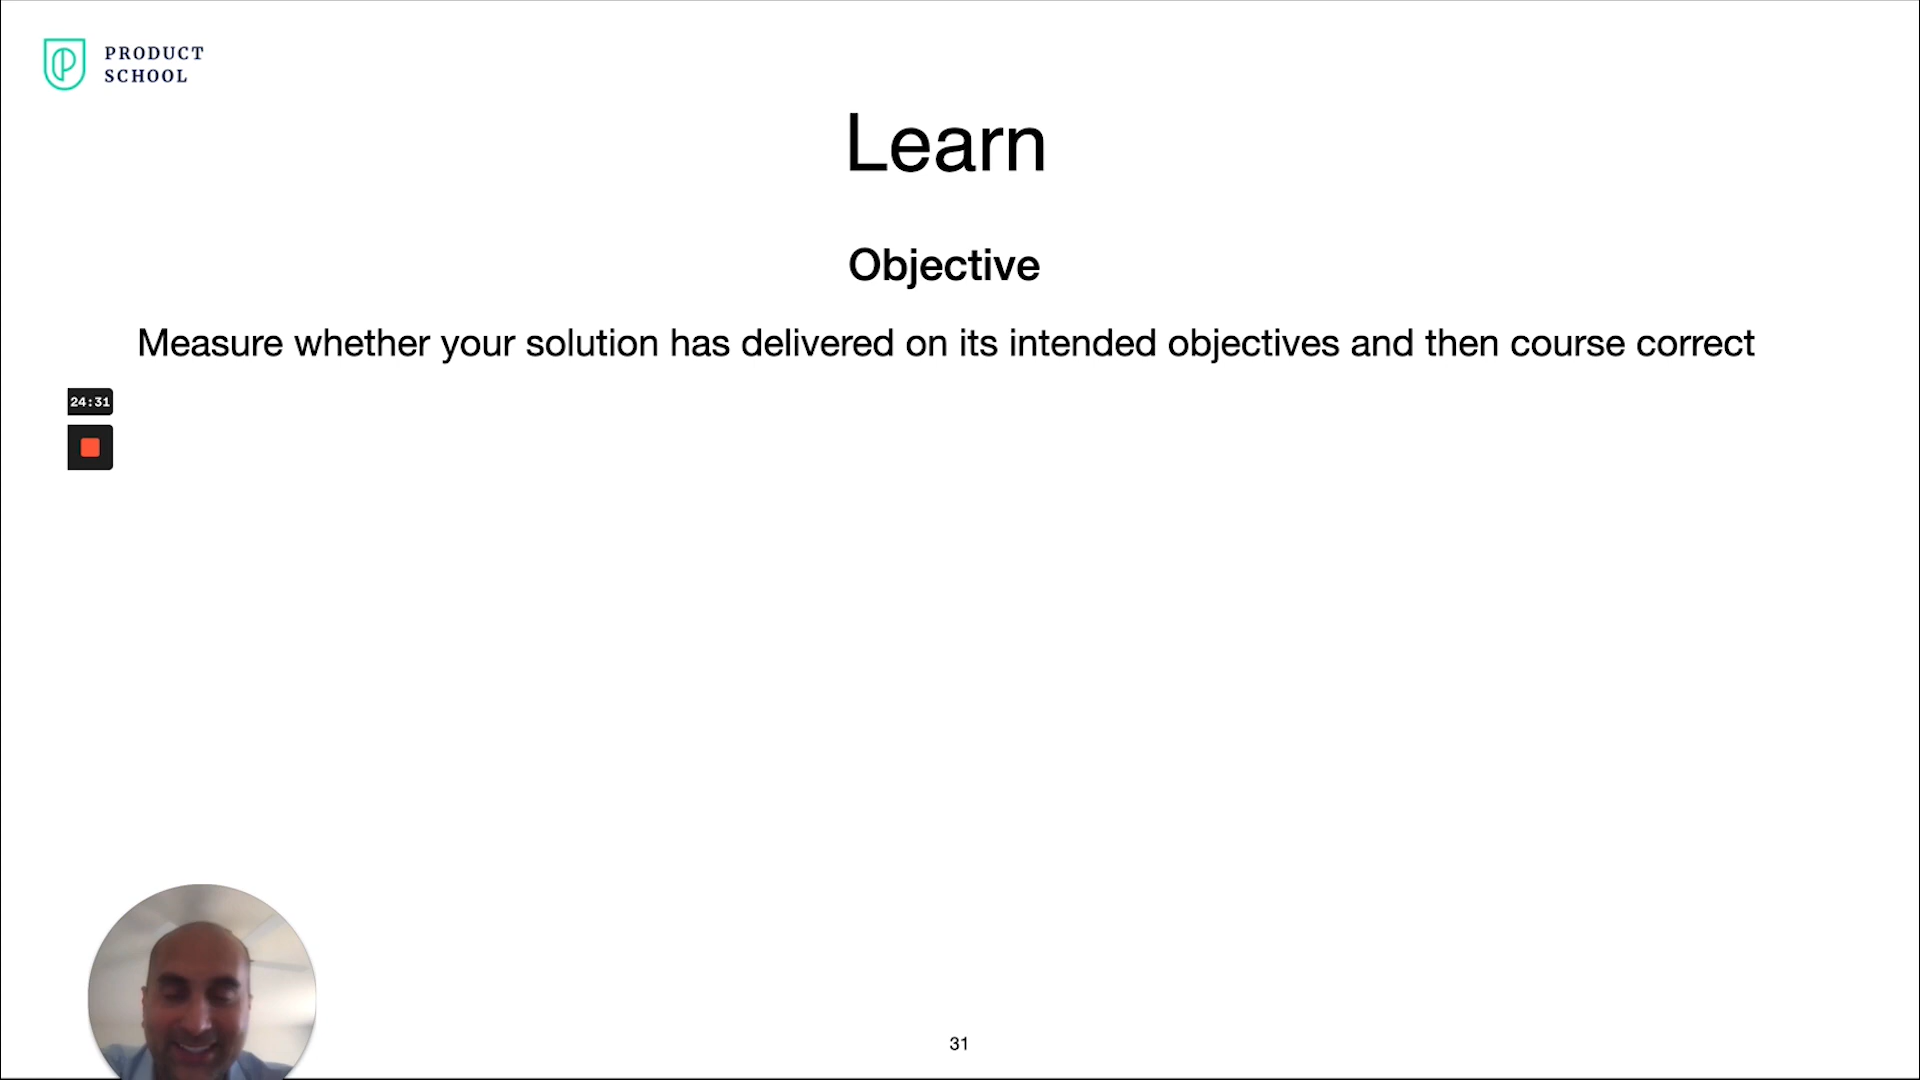 PRODUCT
SCHOOL
Learn
Objective
Measure whether your solution has delivered on its intended objectives and then course correct
24:31
31